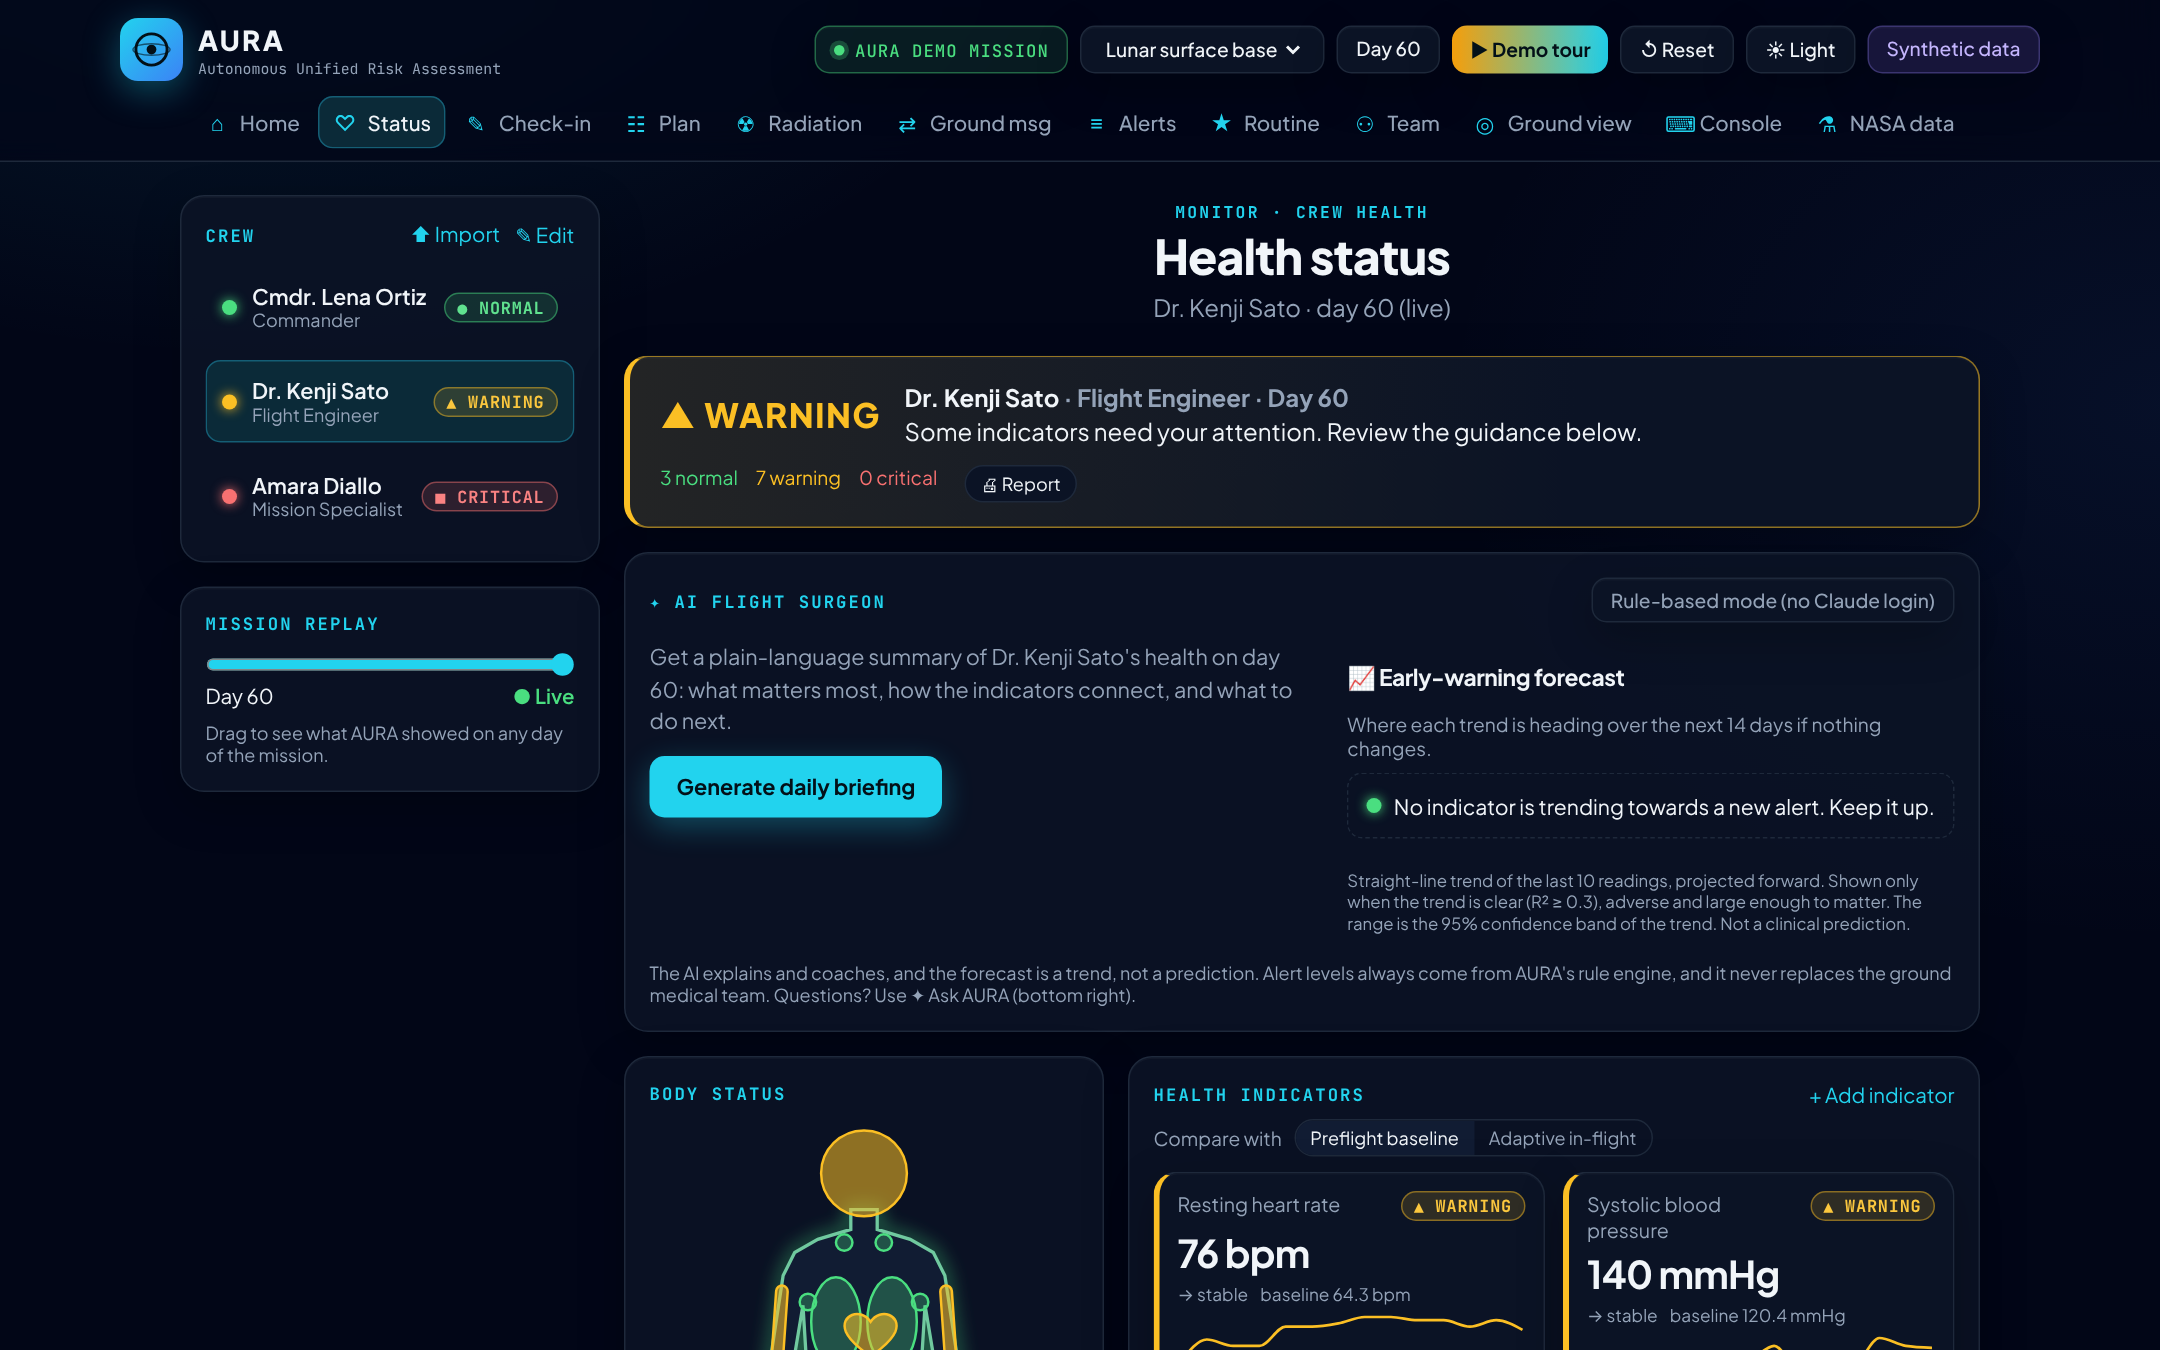 AURA
Autonomous Unified Risk Assessment
AURA DEMO MISSION
Lunar surface base
Day 60
▶ Demo tour
↺ Reset
☀ Light
Synthetic data
Home
Status
Check-in
Plan
Radiation
Ground msg
Alerts
Routine
Team
Ground view
Console
NASA data
CREW
Import
Edit
Cmdr. Lena Ortiz
Commander
● NORMAL
Dr. Kenji Sato
Flight Engineer
▲ WARNING
Amara Diallo
Mission Specialist
■ CRITICAL
MISSION REPLAY
Day 60
Live
Drag to see what AURA showed on any day
of the mission.
MONITOR · CREW HEALTH
Health status
Dr. Kenji Sato · day 60 (live)
▲ WARNING
Dr. Kenji Sato · Flight Engineer · Day 60
Some indicators need your attention. Review the guidance below.
3 normal 7 warning 0 critical
Report
✦ AI FLIGHT SURGEON
Rule-based mode (no Claude login)
Get a plain-language summary of Dr. Kenji Sato's health on day
60: what matters most, how the indicators connect, and what to
do next.
Generate daily briefing
Early-warning forecast
Where each trend is heading over the next 14 days if nothing
changes.
No indicator is trending towards a new alert. Keep it up.
Straight-line trend of the last 10 readings, projected forward. Shown only
when the trend is clear (R² ≥ 0.3), adverse and large enough to matter. The
range is the 95% confidence band of the trend. Not a clinical prediction.
The AI explains and coaches, and the forecast is a trend, not a prediction. Alert levels always come from AURA's rule engine, and it never replaces the ground
medical team. Questions? Use ✦ Ask AURA (bottom right).
BODY STATUS
HEALTH INDICATORS
+ Add indicator
Compare with
Preflight baseline
Adaptive in-flight
Resting heart rate
▲ WARNING
76 bpm
→ stable baseline 64.3 bpm
Systolic blood
pressure
▲ WARNING
140 mmHg
→ stable baseline 120.4 mmHg